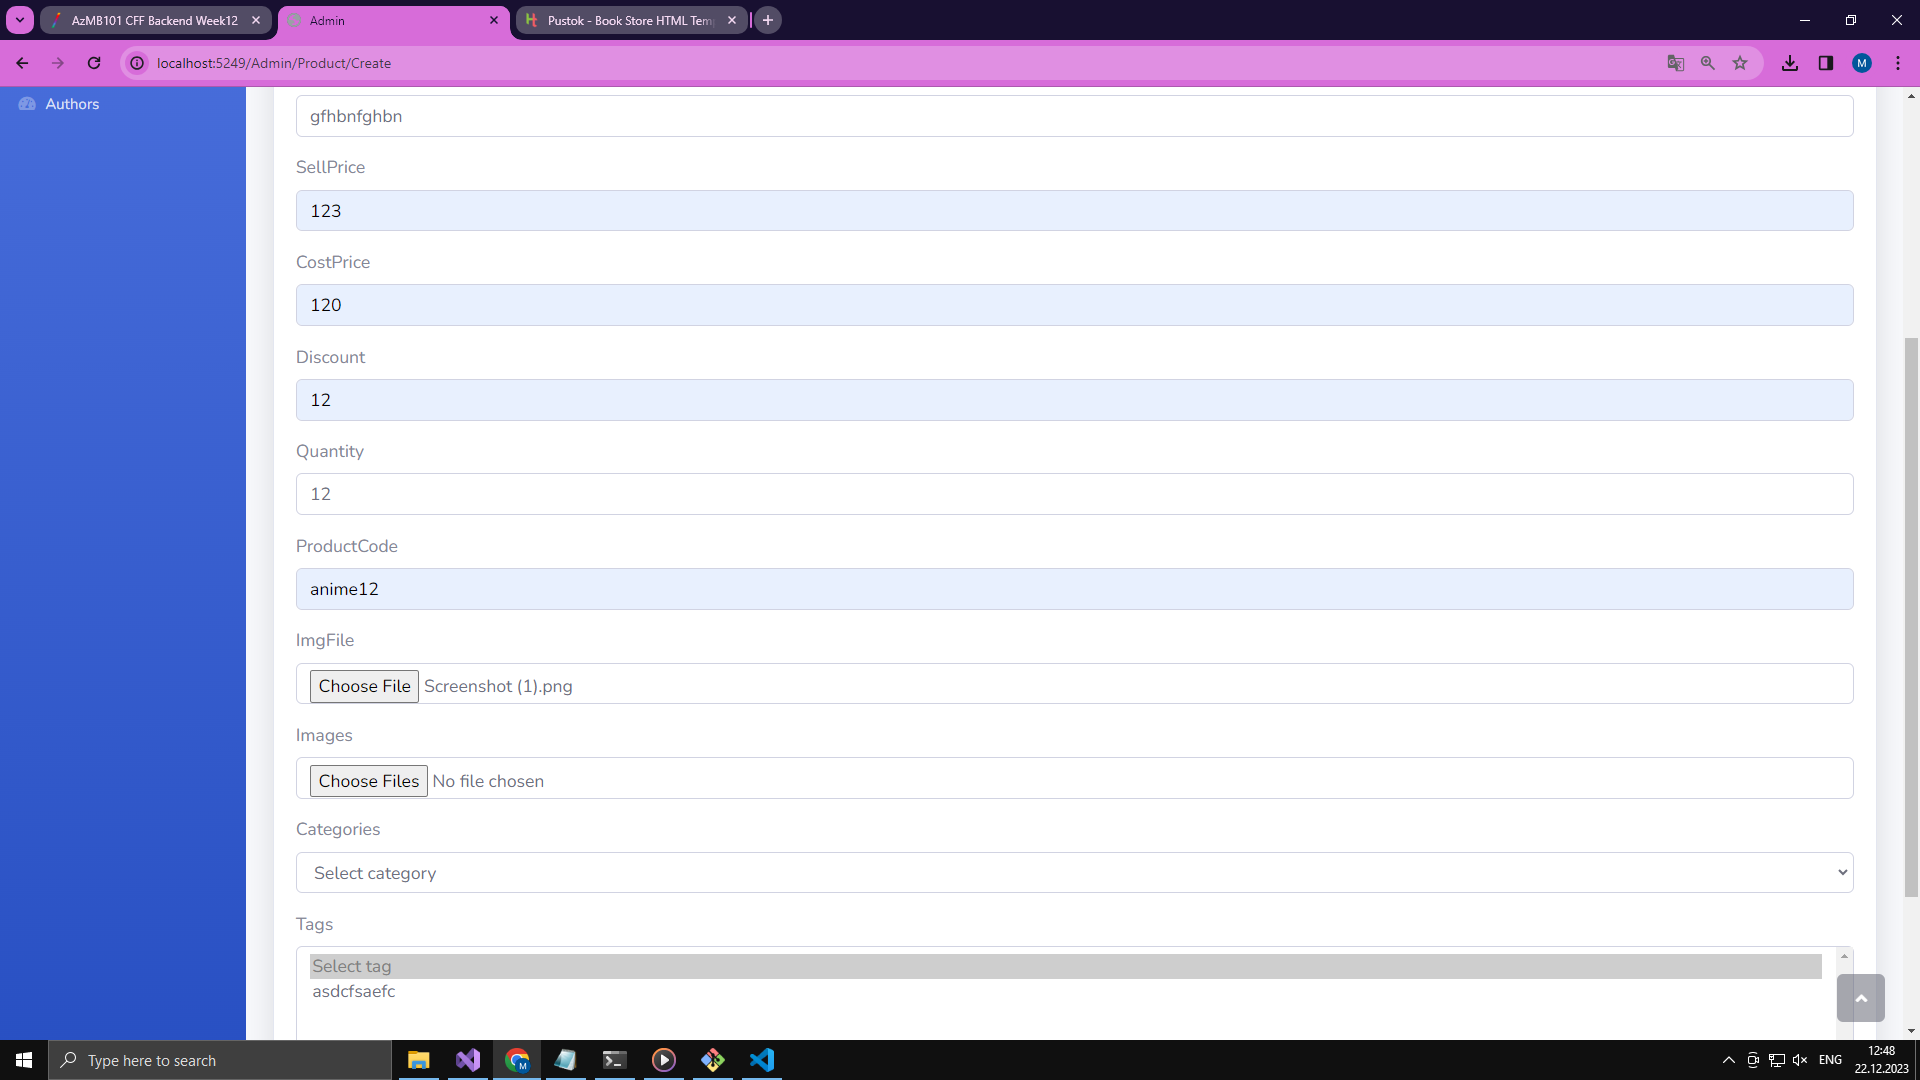 AzMB101 CFF Backend Week12
Admin
Pustok - Book Store HTML Tem
localhost:5249/Admin/Product/Create
M
Authors
gfhbnfghbn
SellPrice
123
CostPrice
120
Discount
12
Quantity
12
ProductCode
anime12
ImgFile
Choose File Screenshot (1).png
Images
Choose Files No file chosen
Categories
Select category
Tags
Select tag
asdcfsaefc
Type here to search
M
ENG
12:48
22.12.2023